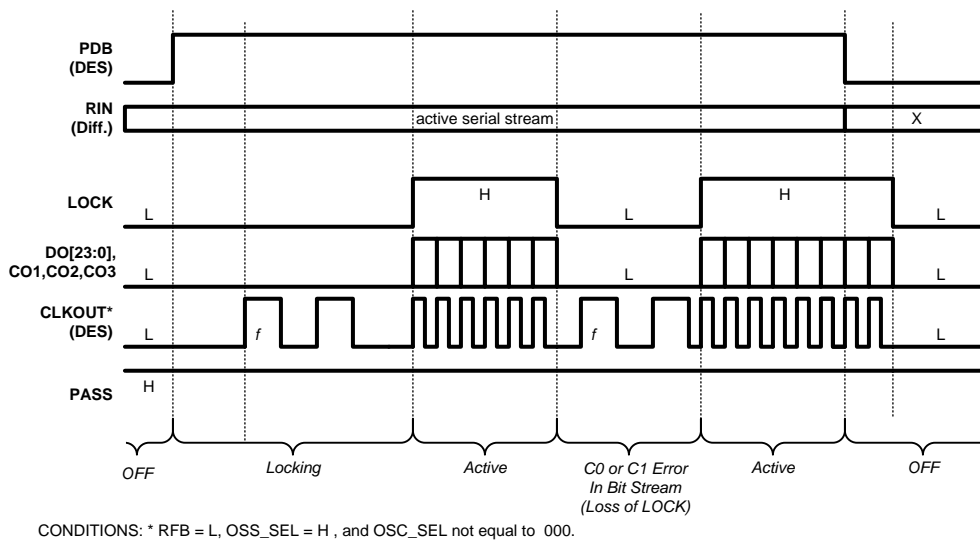 PDB
(DES)
RIN
(Diff.)
active serial stream
X
LOCK
L
H
L
H
L
DO[23:0],
CO1,CO2,CO3
L
L
L
CLKOUT*
(DES)
L
f
f
L
PASS
H
OFF
Locking
Active
C0 or C1 Error
In Bit Stream
(Loss of LOCK)
Active
OFF
CONDITIONS: * RFB = L, OSS_SEL = H , and OSC_SEL not equal to 000.